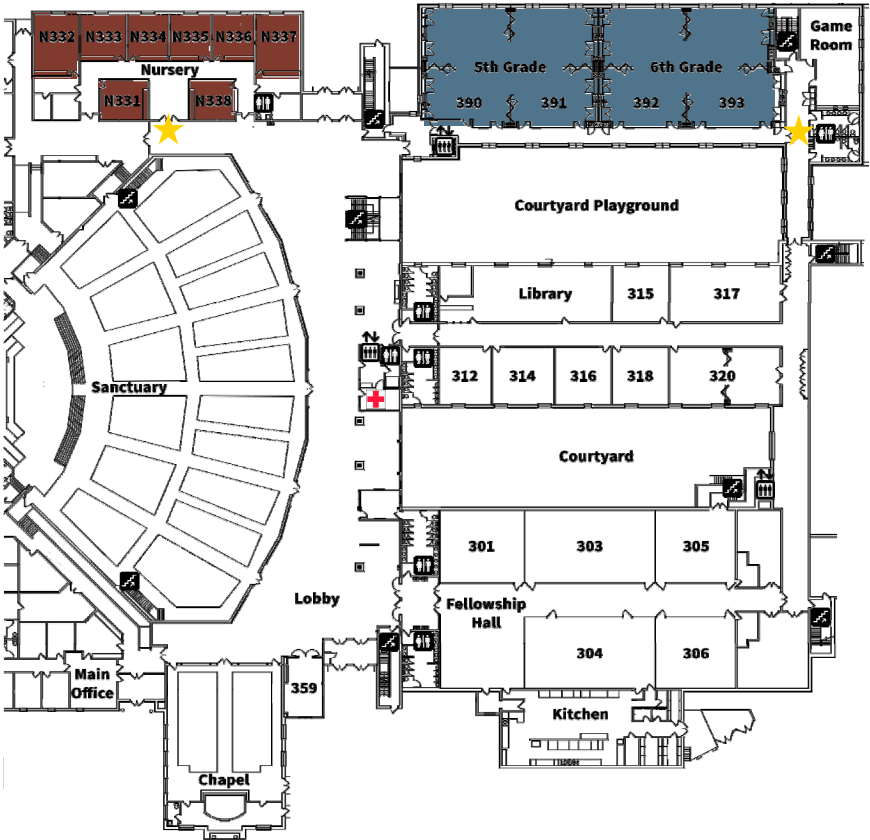 N332
N333
N334
N335
N336
N337
Game
Room
Nursery
5th Grade
6th Grade
N331
N338
390
391
392
393
Courtyard Playground
Library
315
317
312
314
316
318
320
Sanctuary
Courtyard
301
303
305
Lobby
Fellowship
Hall
304
306
Main
Office
359
Kitchen
Chapel